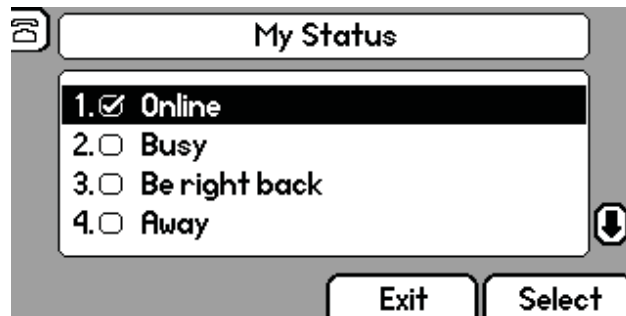 My Status
1. Online
2. Busy
3. Be right back
4. Away
Exit Select